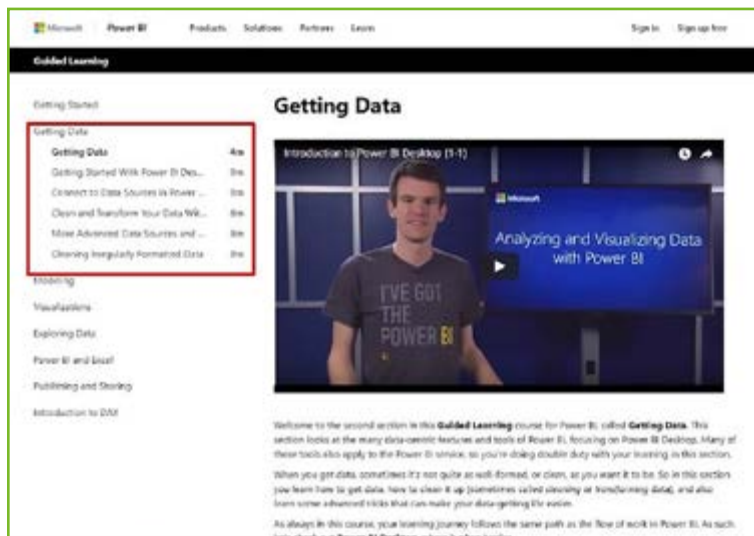 Microsoft Power BI Products Solutions Partners Learn Sign in Sign up free
Guided Learning
Getting Started
Getting Data
Getting Data 4m
Getting Started With Power BI Des...
Connect to Data Sources in Power ...
Clean and Transform Your Data Wit...
More Advanced Data Sources and ...
Cleaning Irregularly Formatted Data
Modeling
Visualizations
Exploring Data
Power BI and Excel
Publishing and Sharing
Introduction to DAX
Getting Data
Introduction to Power BI Desktop (1-1)
Microsoft
Analyzing and Visualizing Data
with Power BI
I'VE GOT
THE
POWER BI
Welcome to the second section in this Guided Learning course for Power BI, called Getting Data. This
section looks at the many data-centric features and tools of Power BI, focusing on Power BI Desktop. Many of
these tools also apply to the Power BI service, so you're doing double duty with your learning in this section.
When you get data, sometimes it's not quite as well-formed, or clean, as you want it to be. So in this section
you learn how to get data, how to clean it up (sometimes called cleaning or transforming data), and also
learn some advanced tricks that can make your data-getting life easier.
As always in this course, your learning journey follows the same path as the flow of work in Power BI. As such